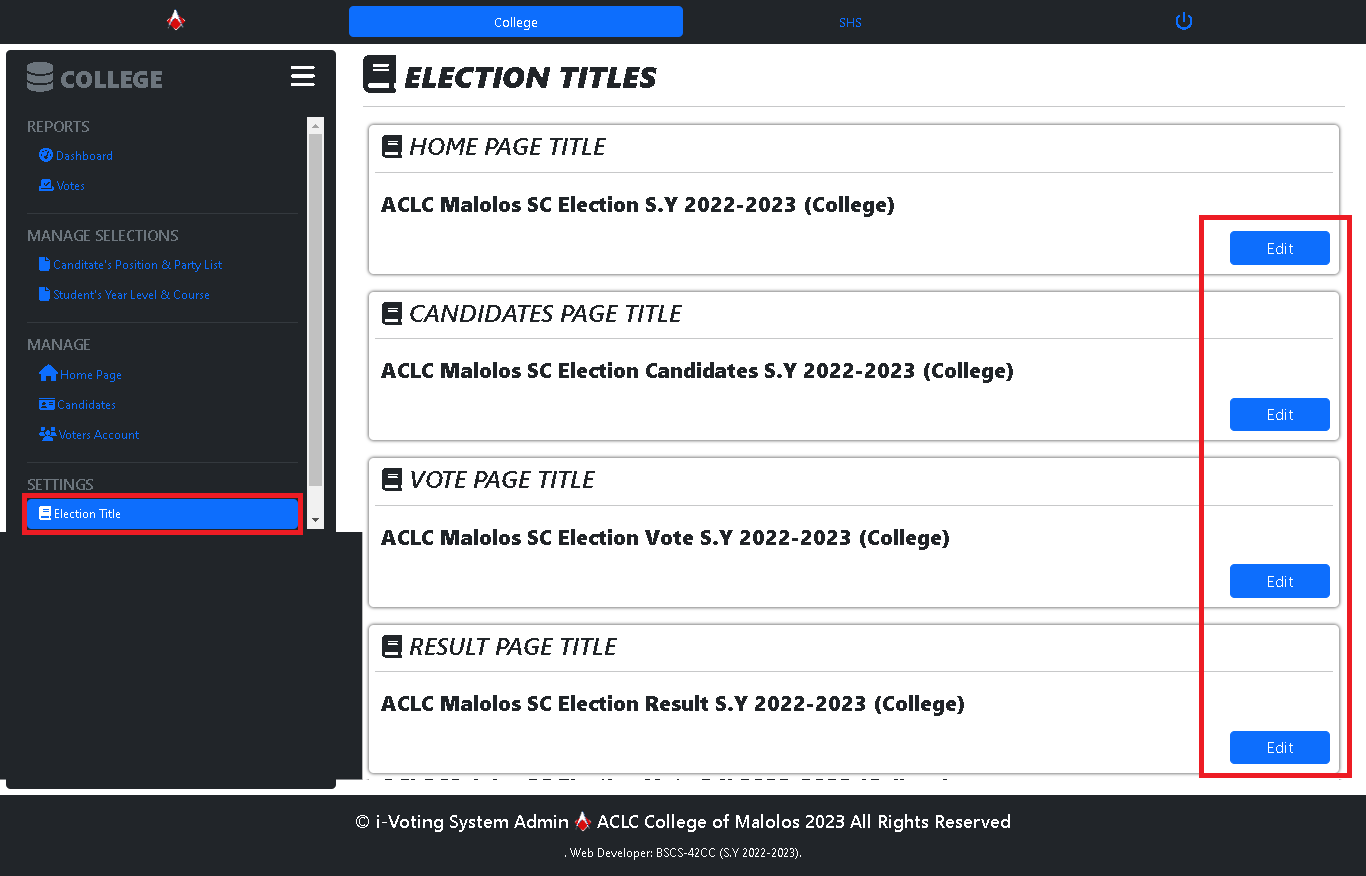 College
SHS
COLLEGE
REPORTS
Dashboard
Votes
MANAGE SELECTIONS
Canditate's Position & Party List
Student's Year Level & Course
MANAGE
Home Page
Candidates
Voters Account
SETTINGS
Election Title
ELECTION TITLES
HOME PAGE TITLE
ACLC Malolos SC Election S.Y 2022-2023 (College)
Edit
CANDIDATES PAGE TITLE
ACLC Malolos SC Election Candidates S.Y 2022-2023 (College)
Edit
VOTE PAGE TITLE
ACLC Malolos SC Election Vote S.Y 2022-2023 (College)
Edit
RESULT PAGE TITLE
ACLC Malolos SC Election Result S.Y 2022-2023 (College)
Edit
© i-Voting System Admin ACLC College of Malolos 2023 All Rights Reserved
. Web Developer: BSCS-42CC (S.Y 2022-2023).